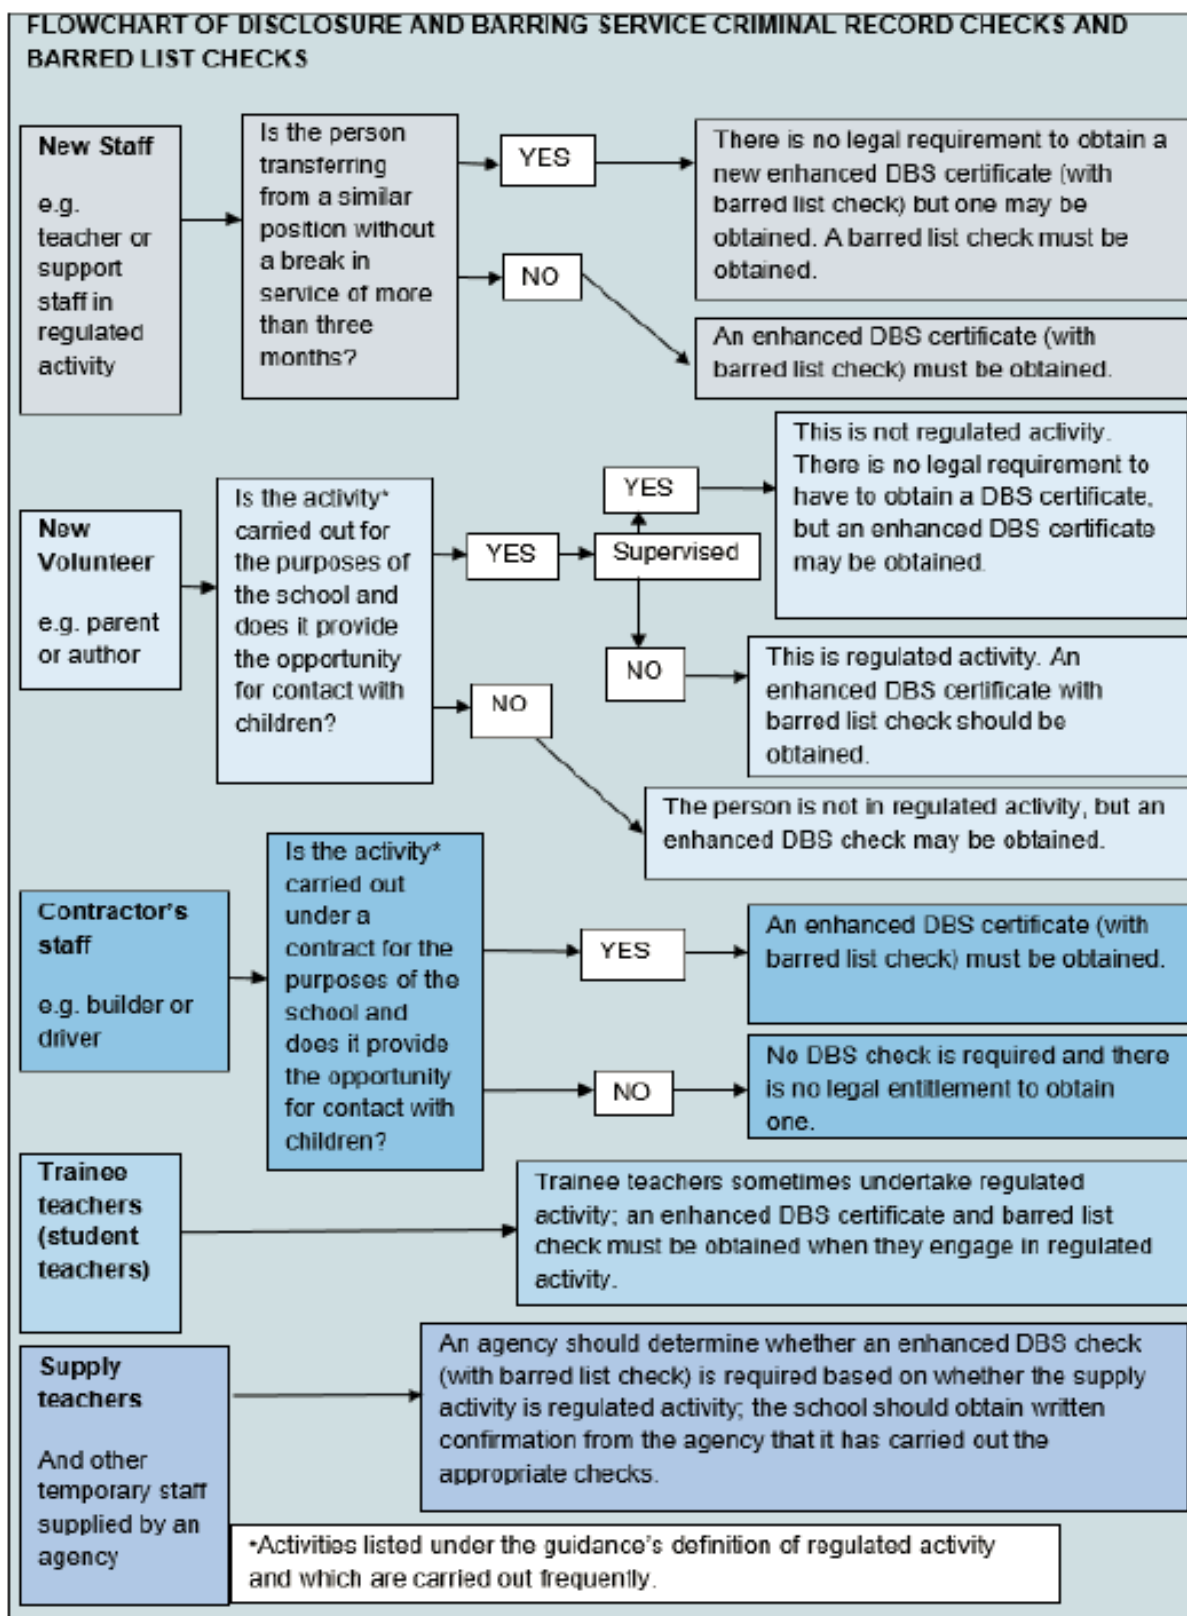 FLOWCHART OF DISCLOSURE AND BARRING SERVICE CRIMINAL RECORD CHECKS AND
BARRED LIST CHECKS
New Staff
e.g.
teacher or
support
staff in
regulated
activity
Is the person
transferring
from a similar
position without
a break in
service of more
than three
months?
YES
NO
There is no legal requirement to obtain a
new enhanced DBS certificate (with
barred list check) but one may be
obtained. A barred list check must be
obtained.
An enhanced DBS certificate (with
barred list check) must be obtained.
New
Volunteer
e.g. parent
or author
Is the activity*
carried out for
the purposes of
the school and
does it provide
the opportunity
for contact with
children?
YES
NO
Supervised
YES
NO
This is not regulated activity.
There is no legal requirement to
have to obtain a DBS certificate,
but an enhanced DBS certificate
may be obtained.
This is regulated activity. An
enhanced DBS certificate with
barred list check should be
obtained.
The person is not in regulated activity, but an
enhanced DBS check may be obtained.
Contractor's
staff
e.g. builder or
driver
Is the activity*
carried out
under a
contract for the
purposes of the
school and
does it provide
the opportunity
for contact with
children?
YES
NO
An enhanced DBS certificate (with
barred list check) must be obtained.
No DBS check is required and there
is no legal entitlement to obtain
one.
Trainee
teachers
(student
teachers)
Trainee teachers sometimes undertake regulated
activity; an enhanced DBS certificate and barred list
check must be obtained when they engage in regulated
activity.
Supply
teachers
And other
temporary staff
supplied by an
agency
An agency should determine whether an enhanced DBS check
(with barred list check) is required based on whether the supply
activity is regulated activity; the school should obtain written
confirmation from the agency that it has carried out the
appropriate checks.
*Activities listed under the guidance's definition of regulated activity
and which are carried out frequently.